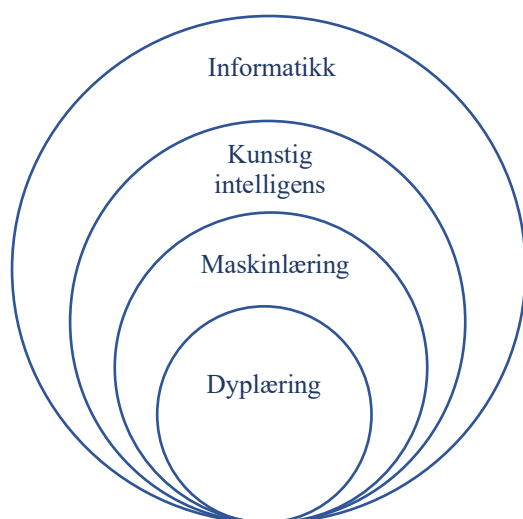 Informatikk
Kunstig
intelligens
Maskinlæring
Dyplæring